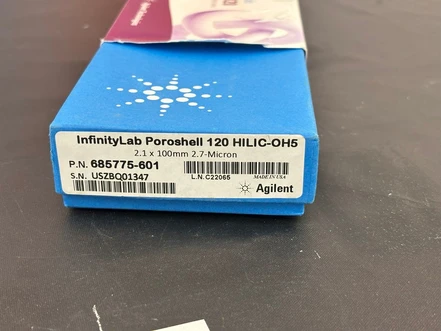 InfinityLab Poroshell 120 HILIC-OH5
2.1 x 100mm 2.7-Micron
P.N. 685775-601
S.N. USZBQ01347
L.N.C22065
MADE IN USA
Agilent